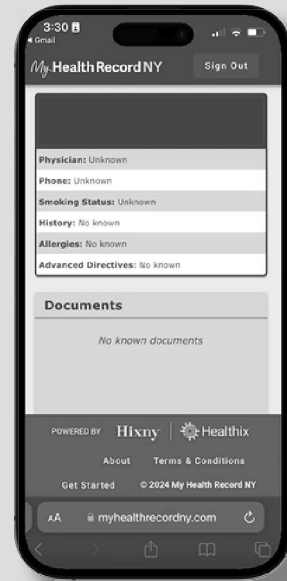 3:30
Gmail
My Health Record NY
Sign Out
Physician: Unknown
Phone: Unknown
Smoking Status: Unknown
History: No known
Allergies: No known
Advanced Directives: No known
Documents
No known documents
POWERED BY Hixny Healthix
About Terms & Conditions
Get Started © 2024 My Health Record NY
AA myhealthrecordny.com